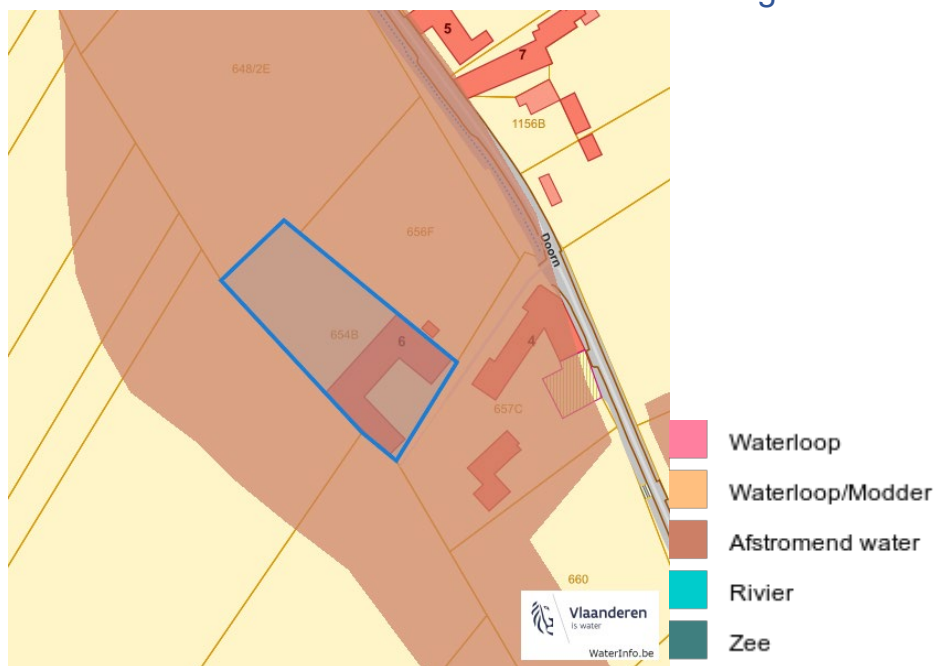 5
648/2E
7
1156B
656F
Doorn
654B
6
4
657C
660
Vlaanderen
is water
WaterInfo.be
Waterloop
Waterloop/Modder
Afstromend water
Rivier
Zee